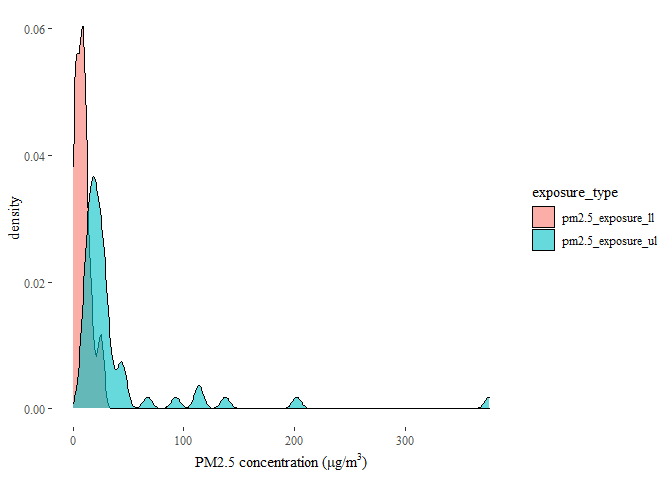 0.06
0.04
0.02
0.00
density
0
100
200
300
PM2.5 concentration (μg/m³)
exposure_type
pm2.5_exposure_ll
pm2.5_exposure_ul